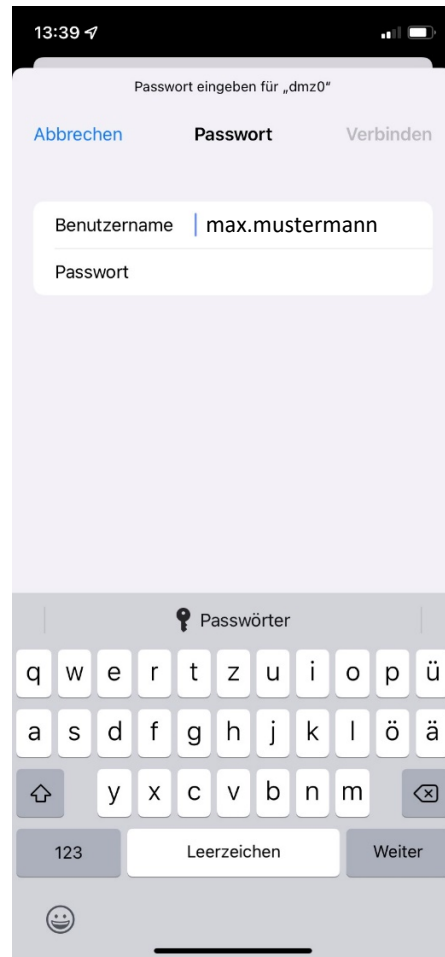 13:39
Passwort eingeben für „dmz0“
Abbrechen Passwort Verbinden
Benutzername max.mustermann
Passwort
Passwörter
q w e r t z u i o p ü
a s d f g h j k l ö ä
y x c v b n m
123 Leerzeichen Weiter